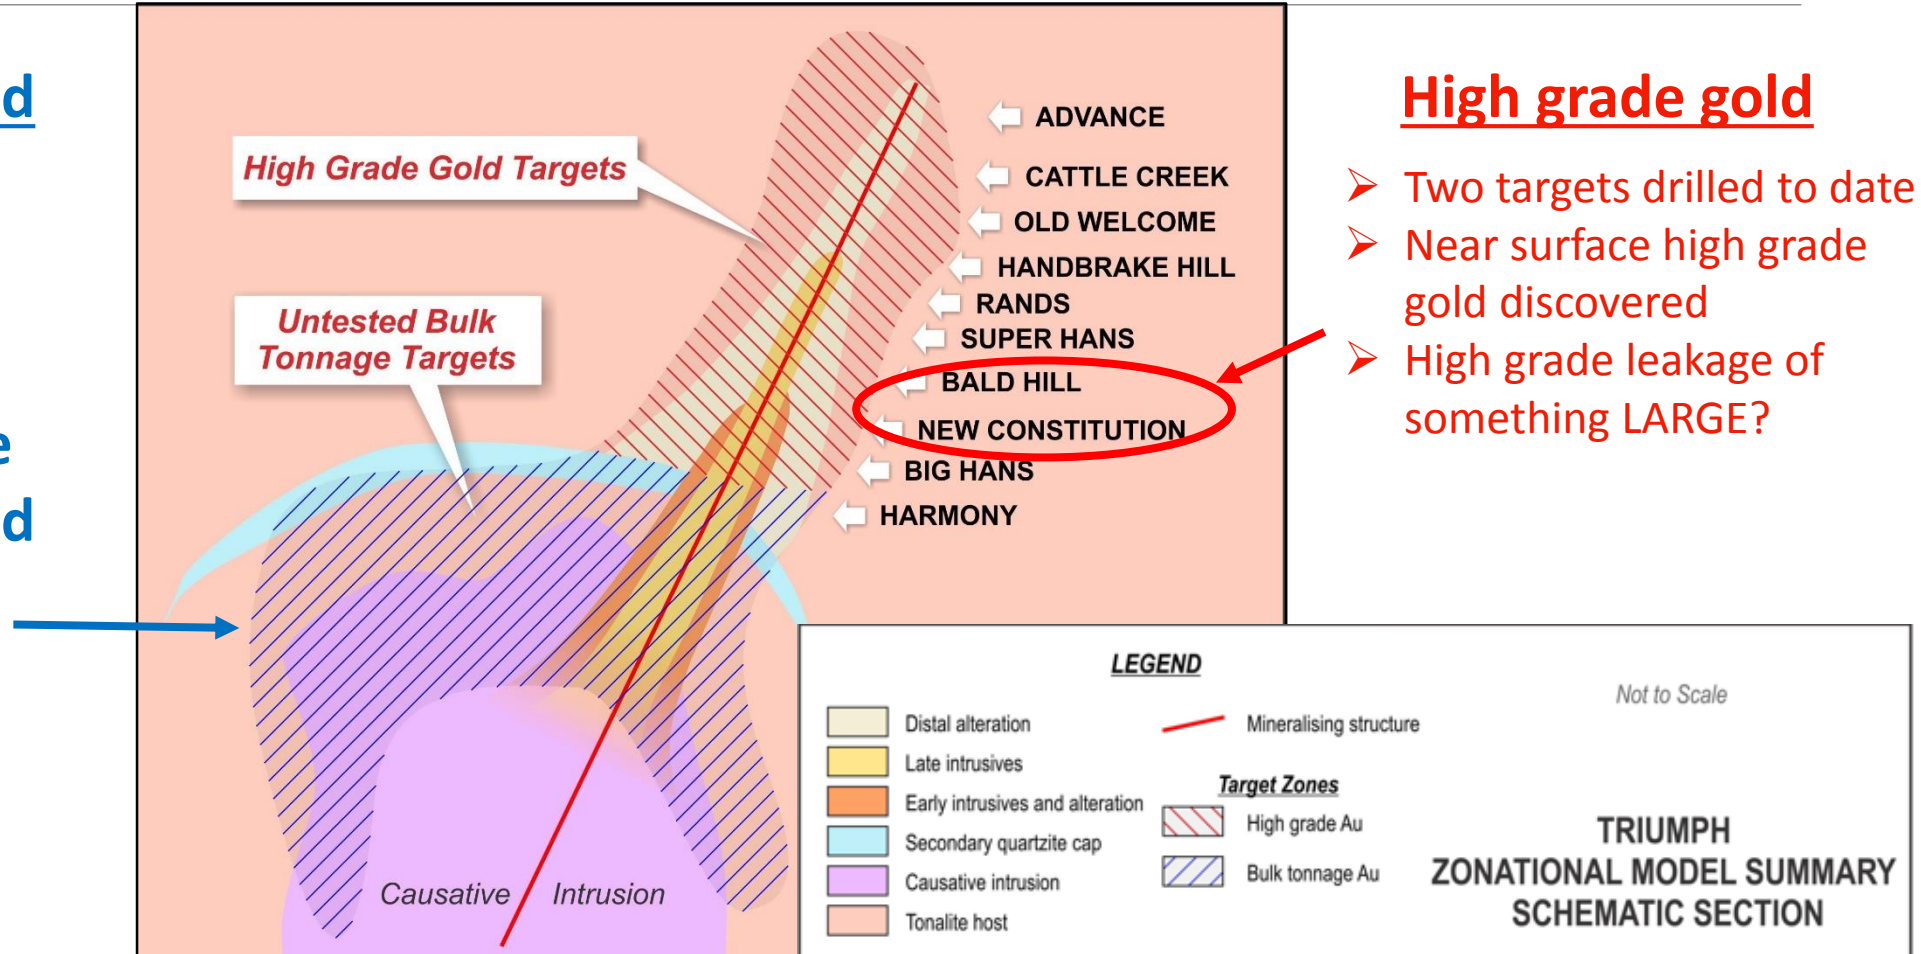 d
e
d
High Grade Gold Targets
Untested Bulk
Tonnage Targets
ADVANCE
CATTLE CREEK
OLD WELCOME
HANDBRAKE HILL
RANDS
SUPER HANS
BALD HILL
NEW CONSTITUTION
BIG HANS
HARMONY
Causative Intrusion
High grade gold
➢ Two targets drilled to date
➢ Near surface high grade
gold discovered
➢ High grade leakage of
something LARGE?
LEGEND
Distal alteration
Late intrusives
Early intrusives and alteration
Secondary quartzite cap
Causative intrusion
Tonalite host
Mineralising structure
Target Zones
High grade Au
Bulk tonnage Au
Not to Scale
TRIUMPH
ZONATIONAL MODEL SUMMARY
SCHEMATIC SECTION